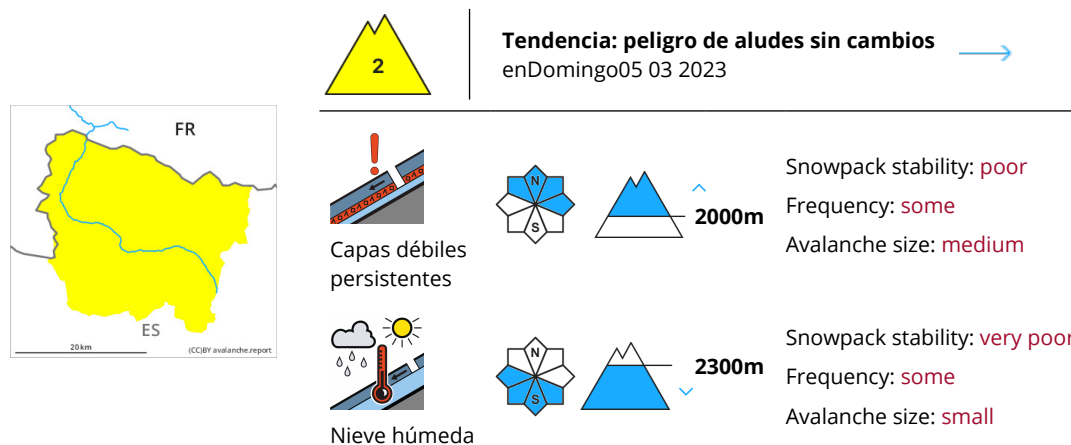 2
Tendencia: peligro de aludes sin cambios
enDomingo05 03 2023
FR
ES
20 km
(CC)BY avalanche.report
Capas débiles
persistentes
N
S
2000m
Snowpack stability: poor
Frequency: some
Avalanche size: medium
Nieve húmeda
N
S
2300m
Snowpack stability: very poor
Frequency: some
Avalanche size: small